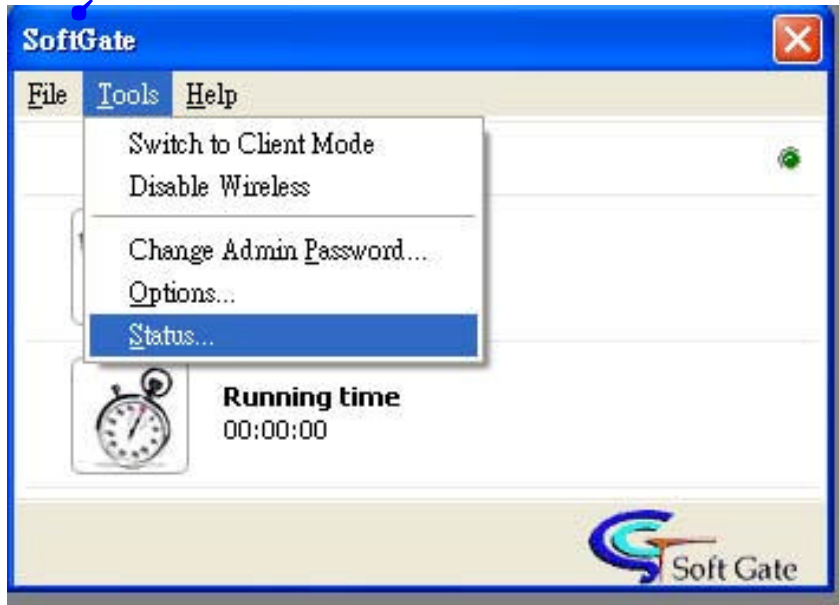 SoftGate
File Tools Help
Switch to Client Mode
Disable Wireless
Change Admin Password...
Options...
Status...
Running time
00:00:00
Soft Gate